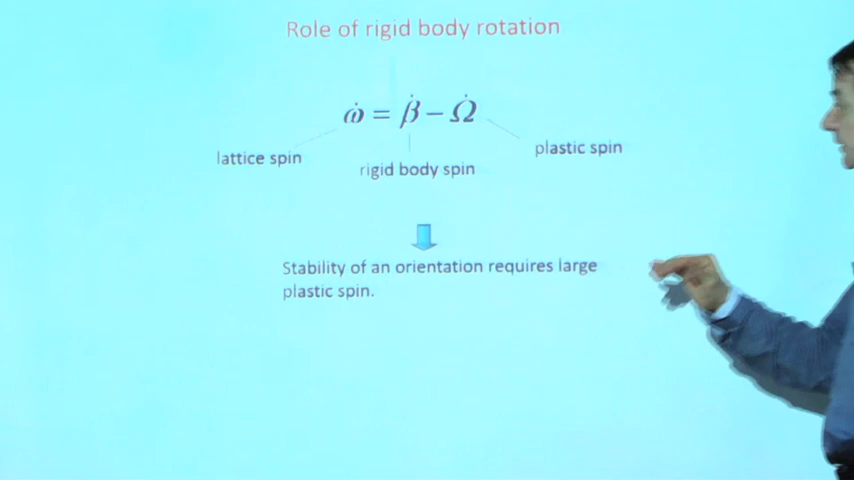 Role of rigid body rotation
ω̇ = β̇ − Ω̇
lattice spin
rigid body spin
plastic spin
Stability of an orientation requires large
plastic spin.